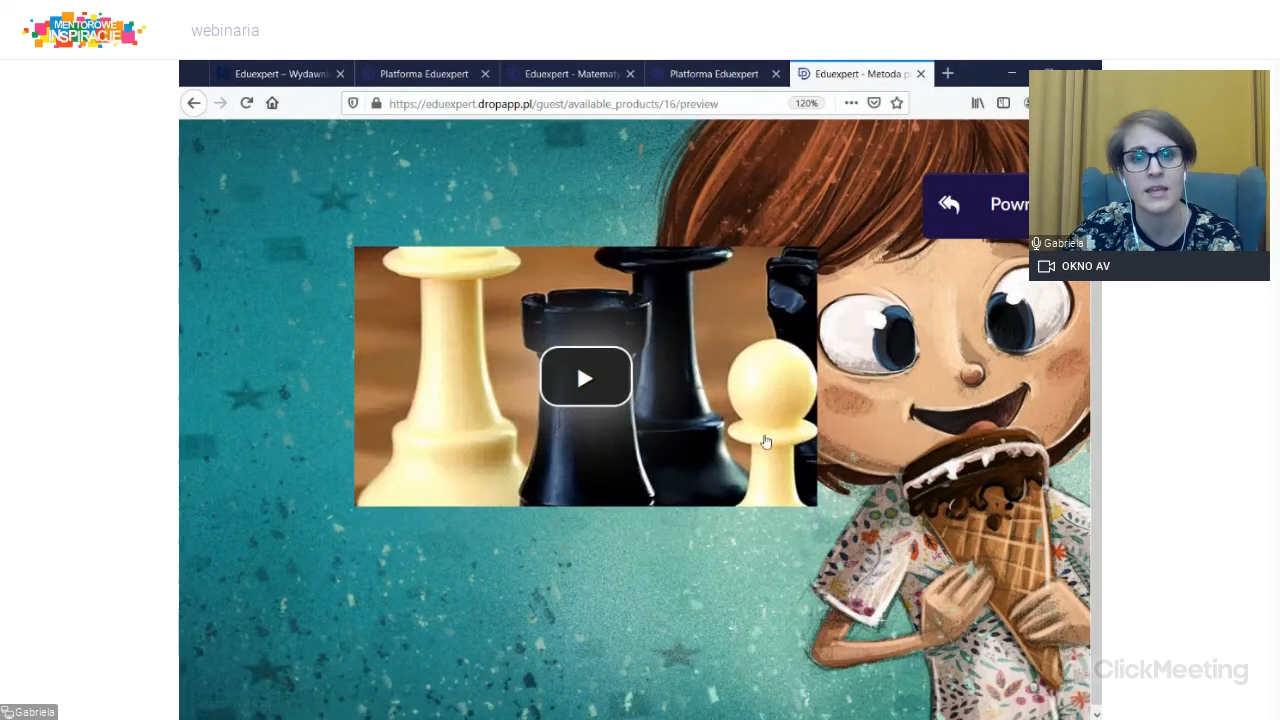 MENTOROWE
INSPIRACJE
webinaria
Eduexpert – Wydawni
Platforma Eduexpert
Eduexpert - Matematy
Platforma Eduexpert
Eduexpert - Metoda p
https://eduexpert.dropapp.pl/guest/available_products/16/preview
120%
Powr
Gabriela
OKNO AV
ClickMeeting
Gabriela